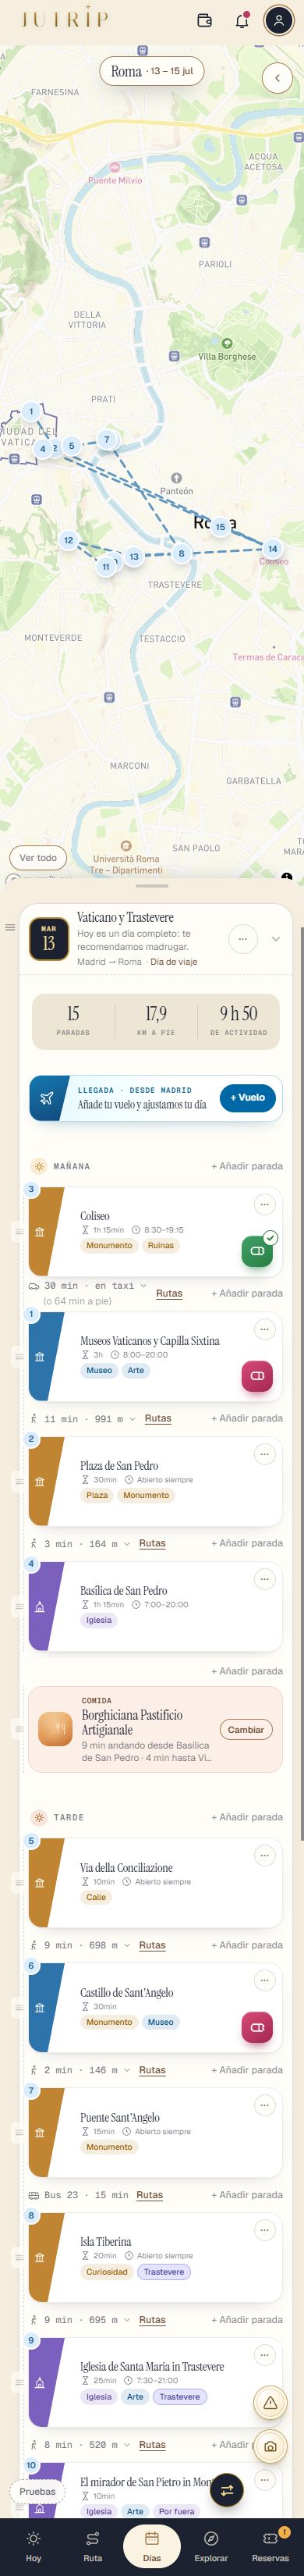 IUTRIP
Roma · 13 – 15 jul
FARNESINA
ACQUA
ACETOSA
Puente Milvio
PARIOLI
DELLA
VITTORIA
Villa Borghese
PRATI
1
7
4
5
Panteón
15
12
13
8
14
11
Coliseo
TRASTEVERE
MONTEVERDE
TESTACCIO
MARCONI
GARBATELLA
Ver todo
Università Roma
Tre – Dipartimenti
SAN PAOLO
MAR
13
Vaticano y Trastevere
Hoy es un día completo: te
recomendamos madrugar.
Madrid → Roma · Día de viaje
15
PARADAS
17,9
KM A PIE
9 h 50
DE ACTIVIDAD
LLEGADA · DESDE MADRID
Añade tu vuelo y ajustamos tu día
+ Vuelo
MAÑANA
+ Añadir parada
3
Coliseo
1h 15min 8:30–19:15
Monumento Ruinas
30 min · en taxi
(o 64 min a pie)
Rutas
+ Añadir parada
1
Museos Vaticanos y Capilla Sixtina
3h 8:00–20:00
Museo Arte
11 min · 991 m Rutas + Añadir parada
2
Plaza de San Pedro
30min Abierto siempre
Plaza Monumento
3 min · 164 m Rutas + Añadir parada
4
Basílica de San Pedro
1h 15min 7:00–20:00
Iglesia
+ Añadir parada
COMIDA
Borghiciana Pastificio
Artigianale
9 min andando desde Basílica
de San Pedro · 4 min hasta Vi...
Cambiar
TARDE
+ Añadir parada
5
Via della Conciliazione
10min Abierto siempre
Calle
9 min · 698 m Rutas + Añadir parada
6
Castillo de Sant'Angelo
30min
Monumento Museo
2 min · 146 m Rutas + Añadir parada
7
Puente Sant'Angelo
15min Abierto siempre
Monumento
Bus 23 · 15 min Rutas + Añadir parada
8
Isla Tiberina
20min Abierto siempre
Curiosidad Trastevere
9 min · 695 m Rutas + Añadir parada
9
Iglesia de Santa Maria in Trastevere
25min 7:30–21:00
Iglesia Arte Trastevere
8 min · 520 m Rutas + Añadir
10
El mirador de San Pietro in
10min
Iglesia Arte Por fuera
Pruebas
Hoy
Ruta
Días
Explorar
Reservas
1